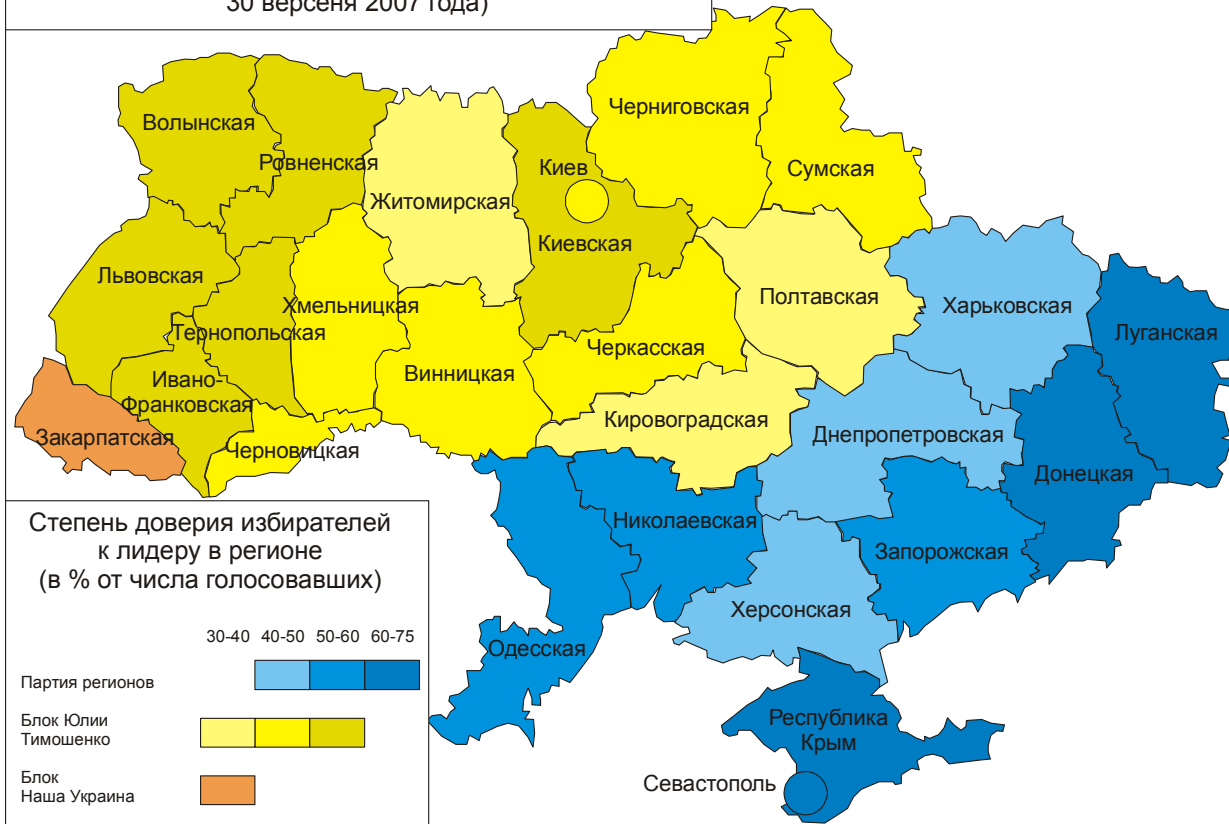 30 версеня 2007 года)
Черниговская
Волынская
Сумская
Ровненская
Киев
Житомирская
Киевская
Львовская
Полтавская
Хмельницкая
Харьковская
Тернопольская
Луганская
Черкасская
Винницкая
Ивано-
Франковская
Кировоградская
Закарпатская
Днепропетровская
Черновицкая
Донецкая
Николаевская
Запорожская
Херсонская
Одесская
Республика
Крым
Севастополь
Степень доверия избирателей
к лидеру в регионе
(в % от числа голосовавших)
30-40 40-50 50-60 60-75
Партия регионов
Блок Юлии
Тимошенко
Блок
Наша Украина